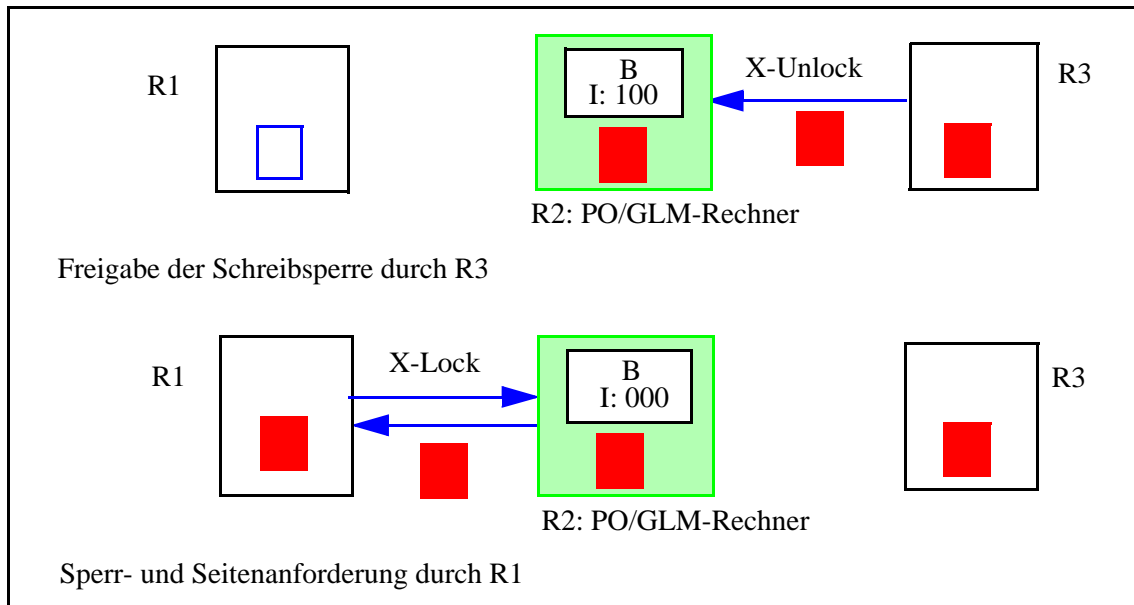 R1
B
I: 100
X-Unlock
R3
R2: PO/GLM-Rechner
Freigabe der Schreibsperre durch R3
R1
X-Lock
B
I: 000
R3
R2: PO/GLM-Rechner
Sperr- und Seitenanforderung durch R1